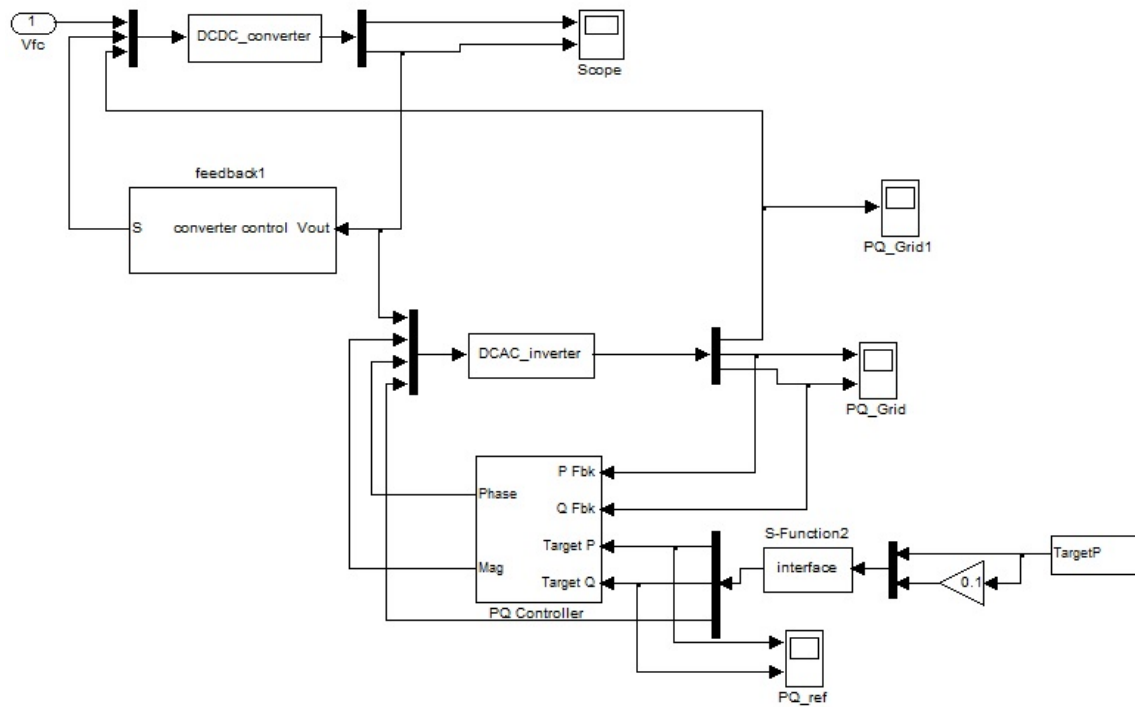 1
Vfc
DCDC_converter
Scope
feedback1
S converter control Vout
PQ_Grid1
DCAC_inverter
PQ_Grid
P Fbk
Phase
Q Fbk
Target P
Mag
Target Q
PQ Controller
S-Function2
interface
0.1
TargetP
PQ_ref